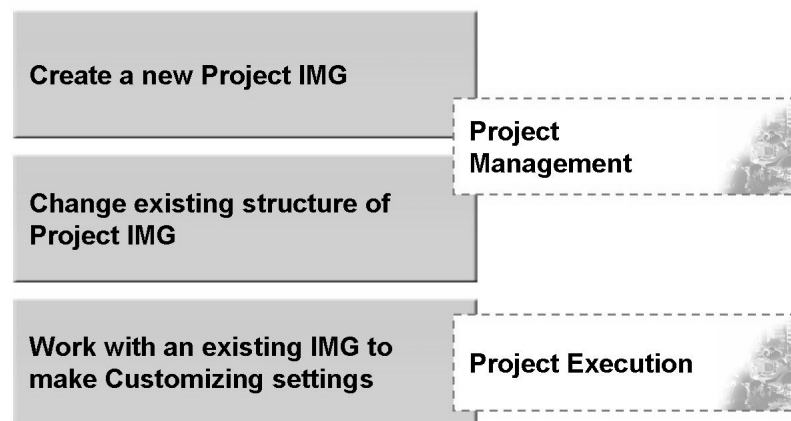 Create a new Project IMG
Project
Management
Change existing structure of
Project IMG
Work with an existing IMG to
make Customizing settings
Project Execution